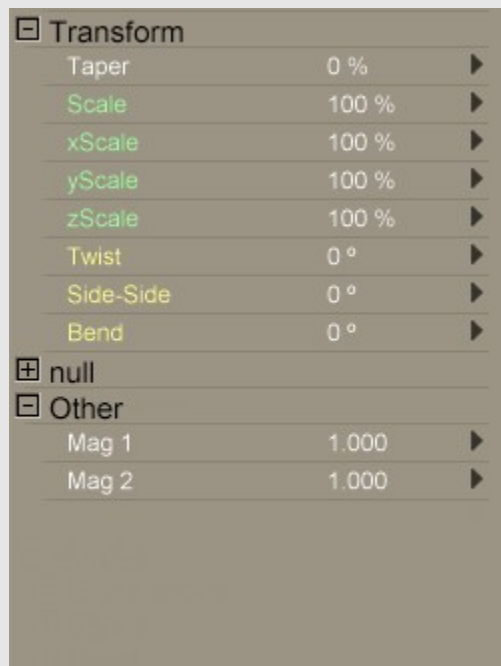 Transform
Taper 0 %
Scale 100 %
xScale 100 %
yScale 100 %
zScale 100 %
Twist 0 º
Side-Side 0 º
Bend 0 º
null
Other
Mag 1 1.000
Mag 2 1.000